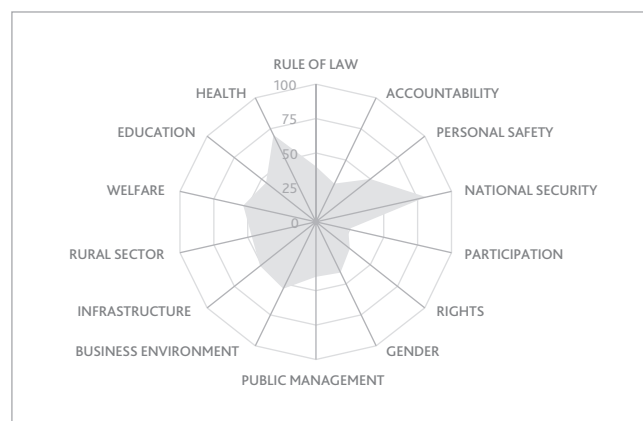 RULE OF LAW
100
HEALTH
ACCOUNTABILITY
75
EDUCATION
PERSONAL SAFETY
50
WELFARE
NATIONAL SECURITY
25
0
RURAL SECTOR
PARTICIPATION
INFRASTRUCTURE
RIGHTS
BUSINESS ENVIRONMENT
GENDER
PUBLIC MANAGEMENT